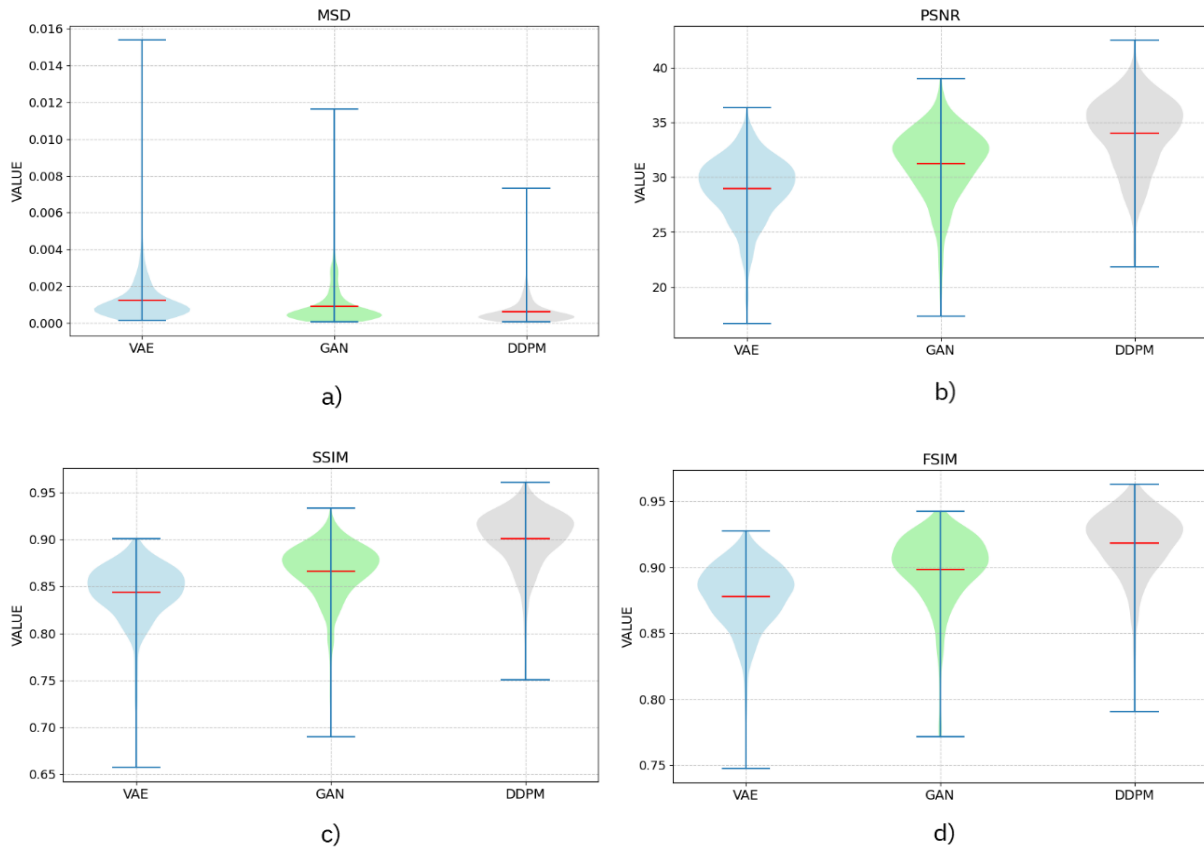 MSD
VALUE
0.016
0.014
0.012
0.010
0.008
0.006
0.004
0.002
0.000
VAE
GAN
DDPM
a)
PSNR
VALUE
40
35
30
25
20
VAE
GAN
DDPM
b)
SSIM
VALUE
0.95
0.90
0.85
0.80
0.75
0.70
0.65
VAE
GAN
DDPM
c)
FSIM
VALUE
0.95
0.90
0.85
0.80
0.75
VAE
GAN
DDPM
d)